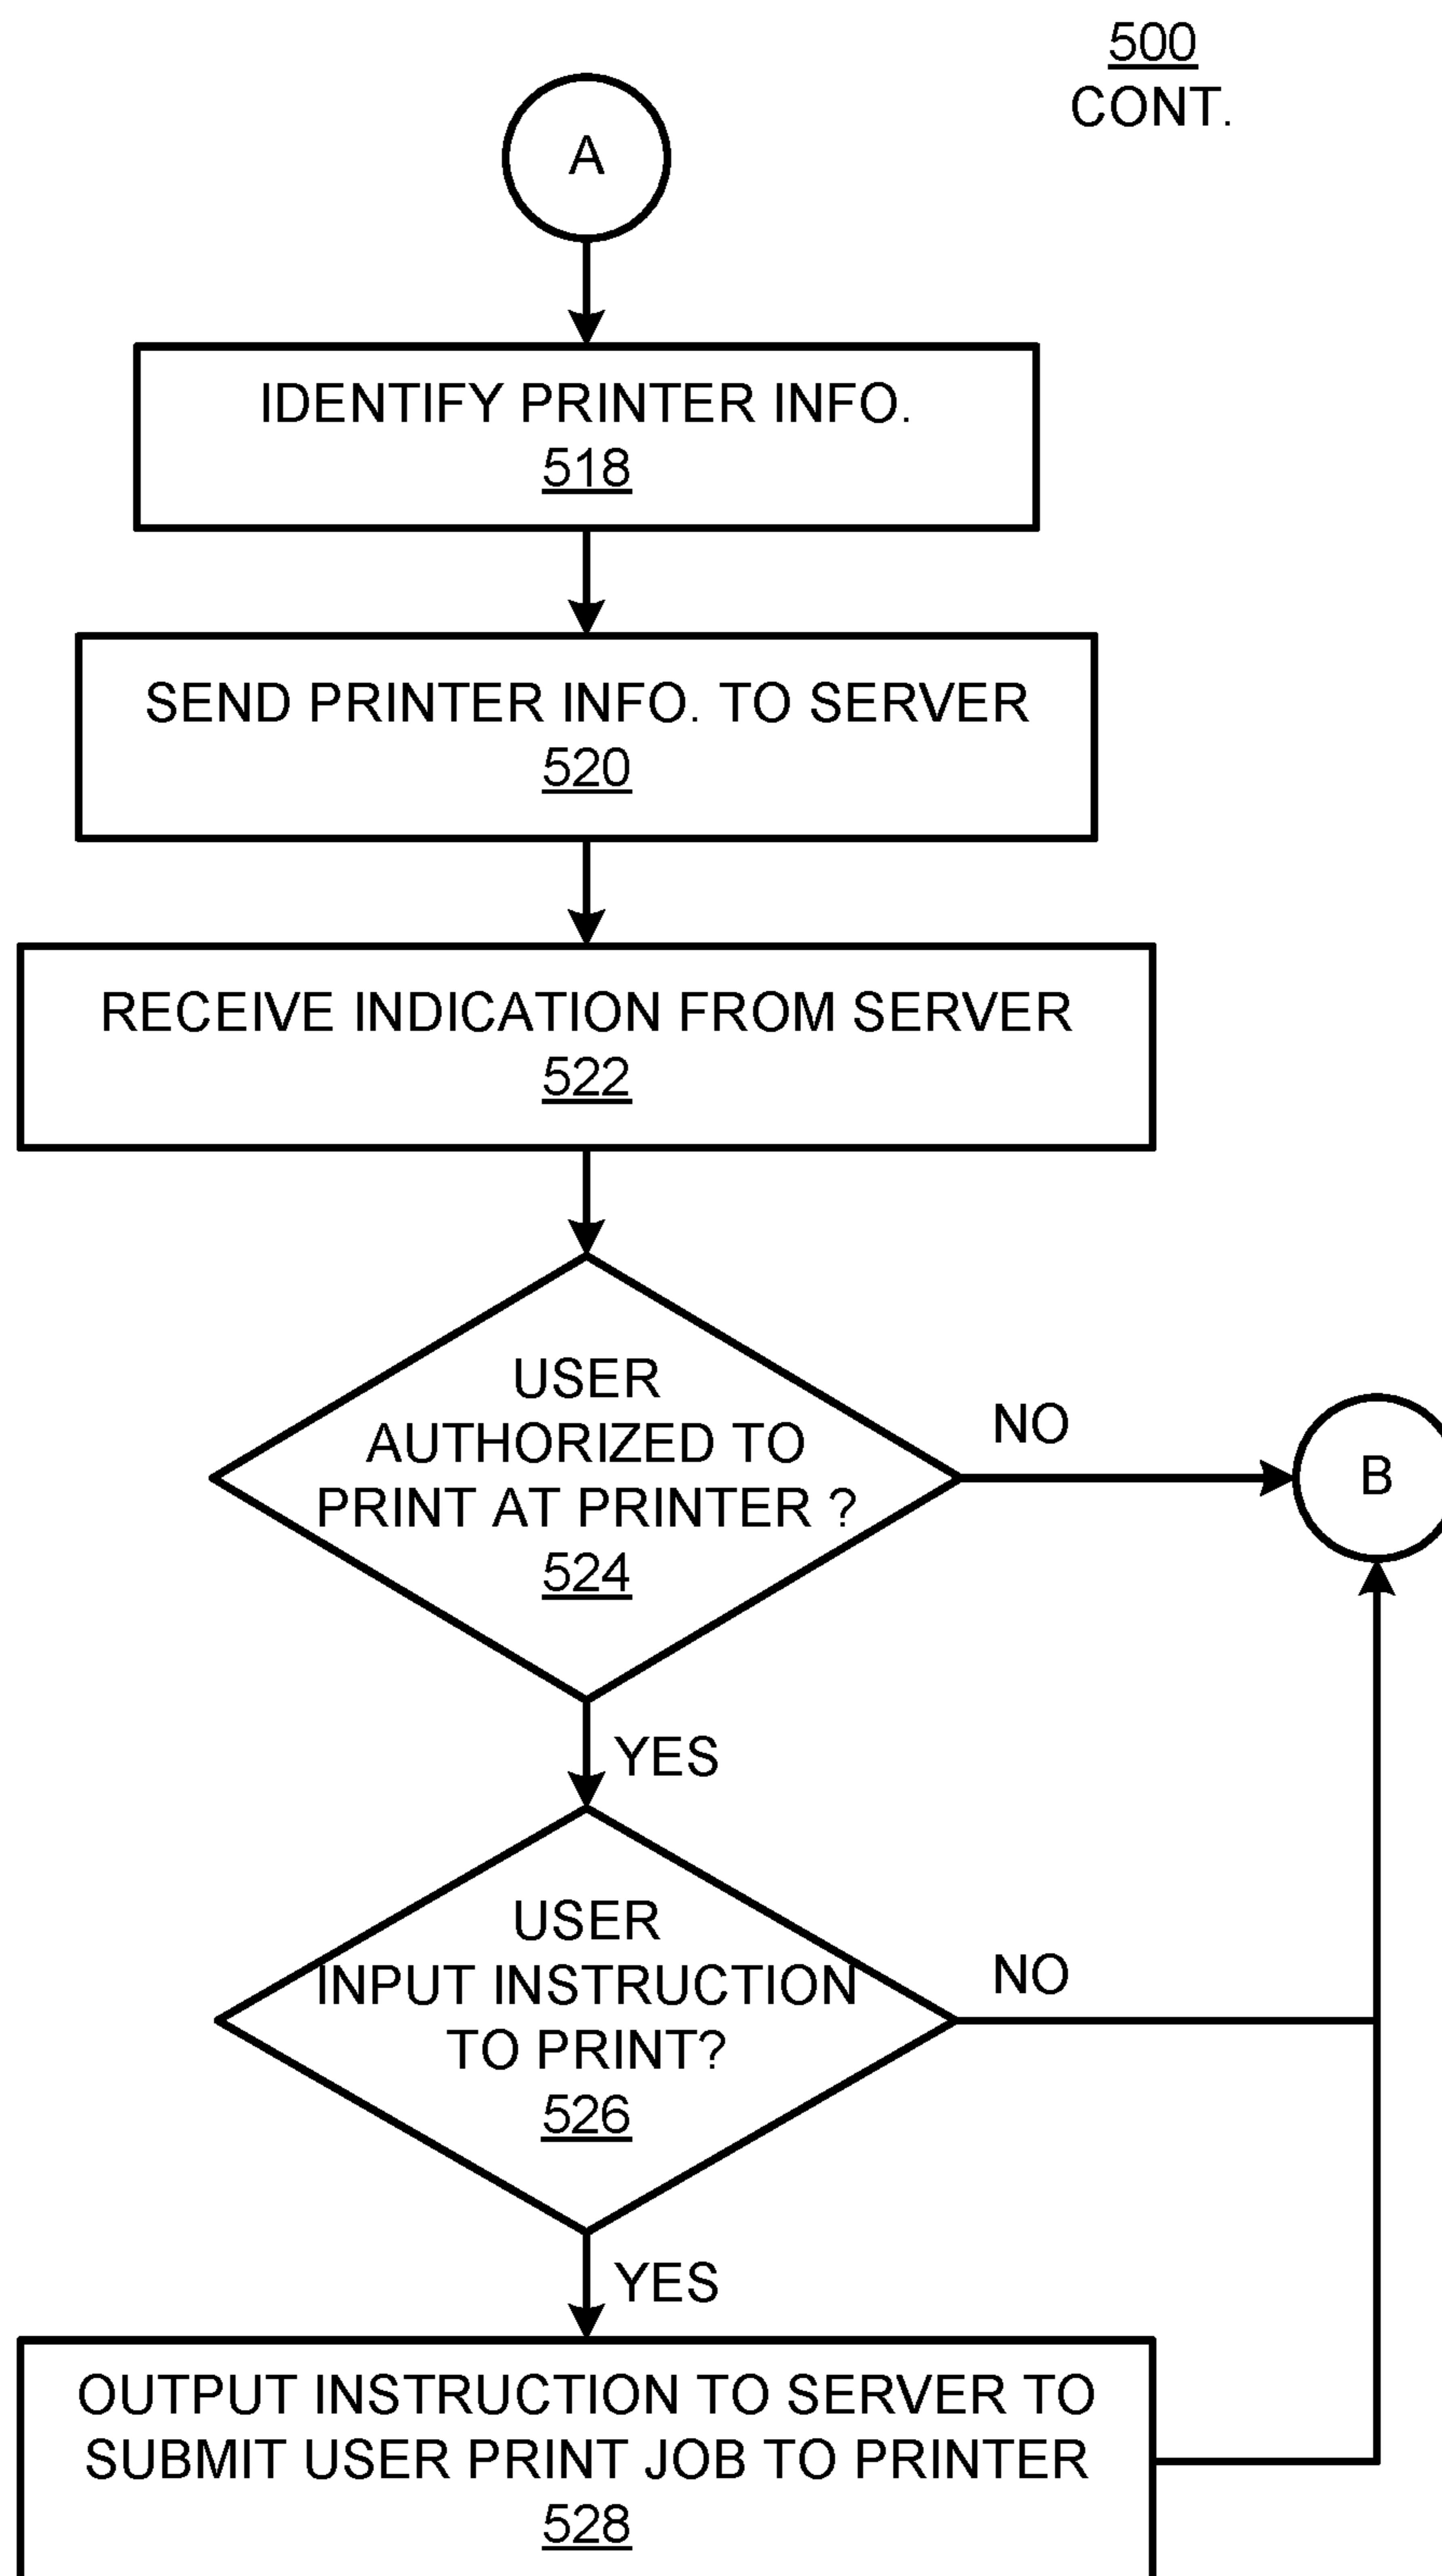 500
CONT.
A
IDENTIFY PRINTER INFO.
518
SEND PRINTER INFO. TO SERVER
520
RECEIVE INDICATION FROM SERVER
522
USER
AUTHORIZED TO
PRINT AT PRINTER ?
524
NO
B
YES
USER
INPUT INSTRUCTION
TO PRINT?
526
NO
YES
OUTPUT INSTRUCTION TO SERVER TO
SUBMIT USER PRINT JOB TO PRINTER
528